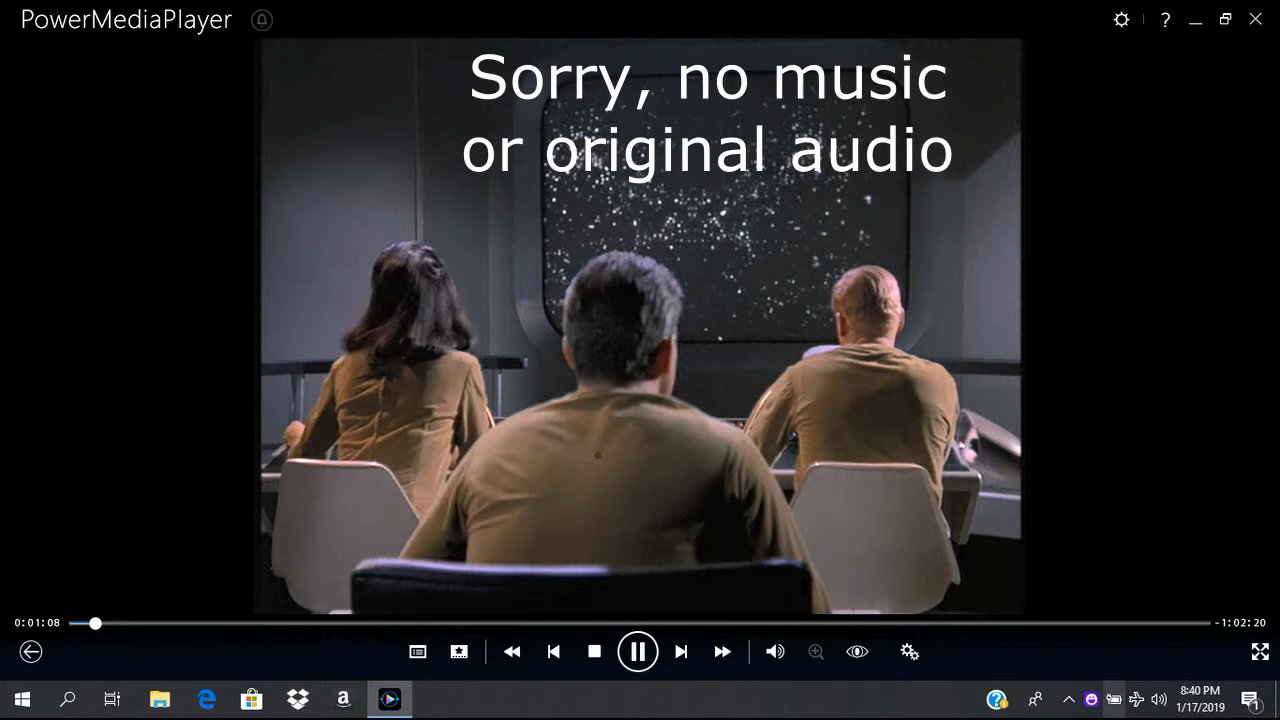 PowerMediaPlayer
?
Sorry, no music
or original audio
0:01:08
-1:02:20
8:40 PM
1/17/2019
1